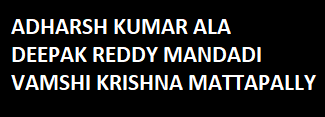 ADHARSH KUMAR ALA
DEEPAK REDDY MANDADI
VAMSHI KRISHNA MATTAPALLY